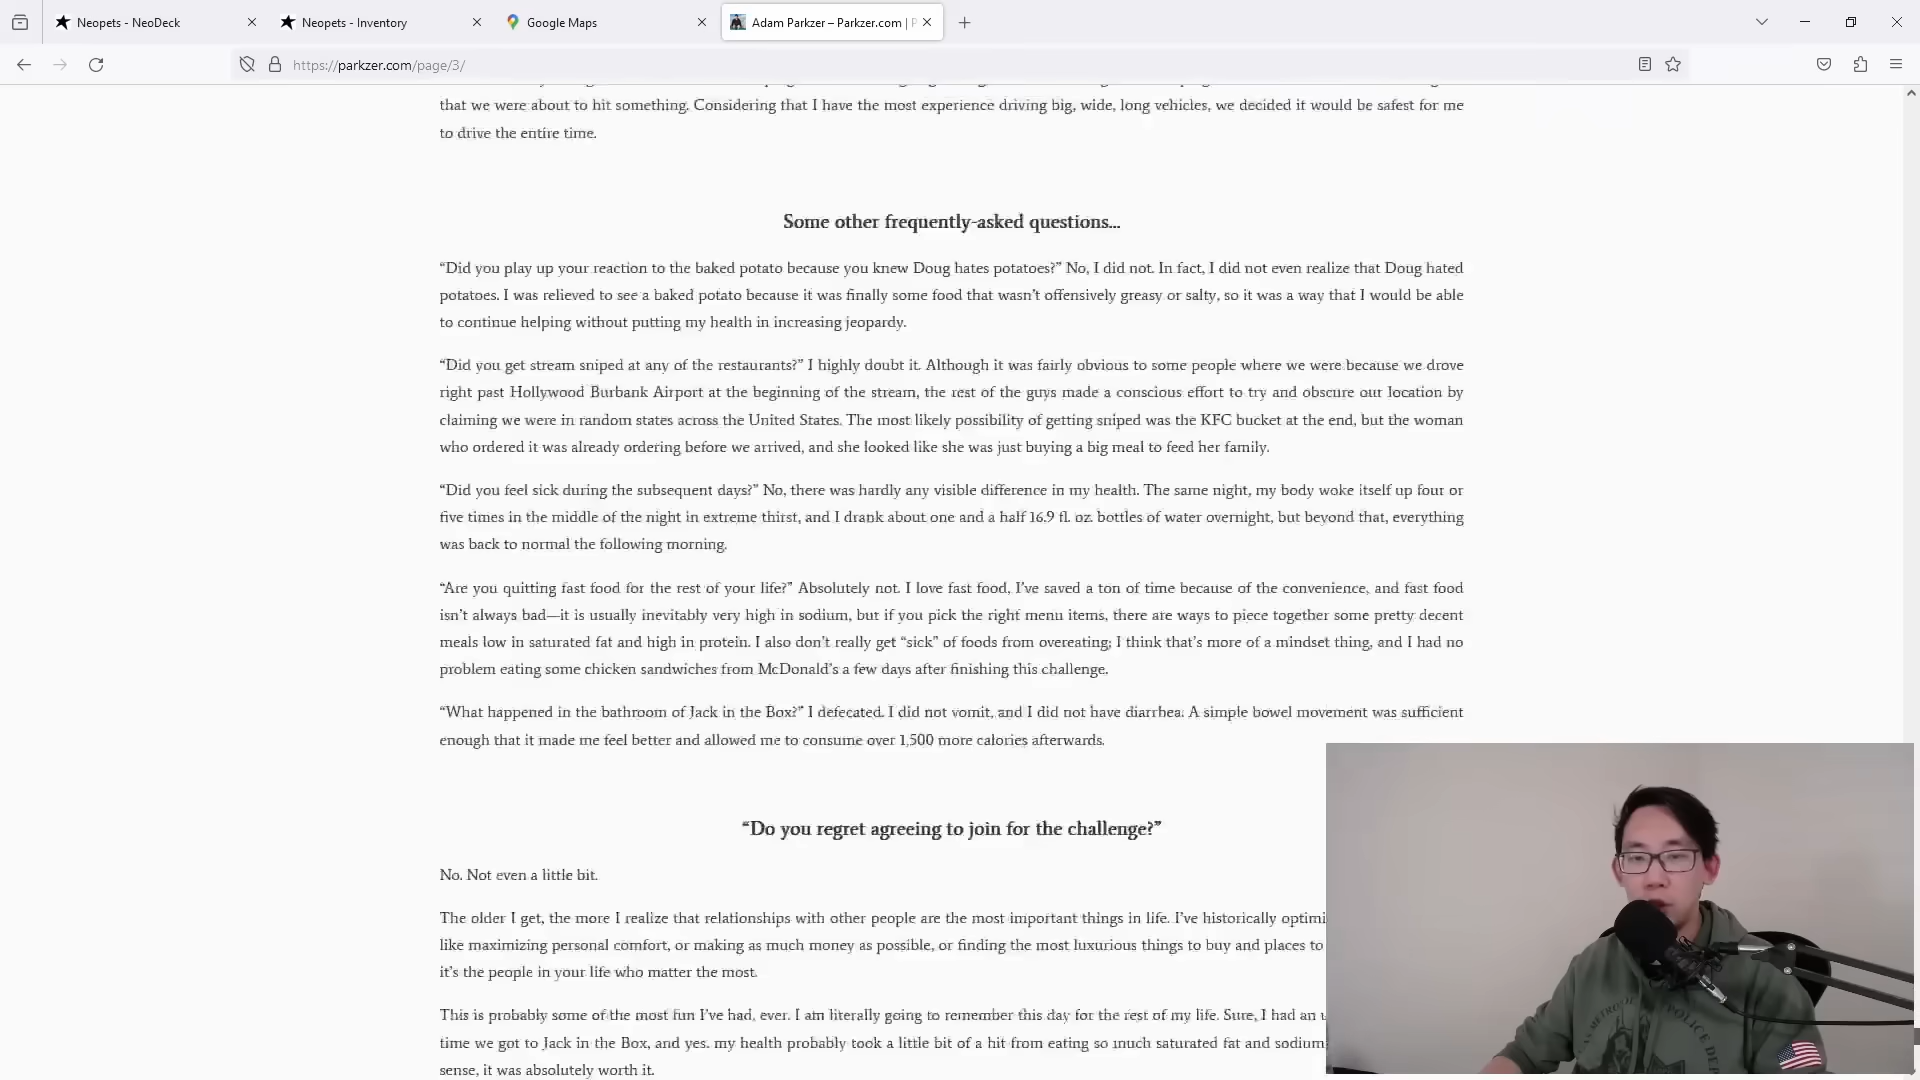 Neopets - NeoDeck
Neopets - Inventory
Google Maps
Adam Parkzer – Parkzer.com | P
https://parkzer.com/page/3/
that we were about to hit something. Considering that I have the most experience driving big, wide, long vehicles, we decided it would be safest for me
to drive the entire time.
Some other frequently-asked questions…
“Did you play up your reaction to the baked potato because you knew Doug hates potatoes?” No, I did not. In fact, I did not even realize that Doug hated
potatoes. I was relieved to see a baked potato because it was finally some food that wasn’t offensively greasy or salty, so it was a way that I would be able
to continue helping without putting my health in increasing jeopardy.
“Did you get stream sniped at any of the restaurants?” I highly doubt it. Although it was fairly obvious to some people where we were because we drove
right past Hollywood Burbank Airport at the beginning of the stream, the rest of the guys made a conscious effort to try and obscure our location by
claiming we were in random states across the United States. The most likely possibility of getting sniped was the KFC bucket at the end, but the woman
who ordered it was already ordering before we arrived, and she looked like she was just buying a big meal to feed her family.
“Did you feel sick during the subsequent days?” No, there was hardly any visible difference in my health. The same night, my body woke itself up four or
five times in the middle of the night in extreme thirst, and I drank about one and a half 16.9 fl. oz. bottles of water overnight, but beyond that, everything
was back to normal the following morning.
“Are you quitting fast food for the rest of your life?” Absolutely not. I love fast food, I’ve saved a ton of time because of the convenience, and fast food
isn’t always bad—it is usually inevitably very high in sodium, but if you pick the right menu items, there are ways to piece together some pretty decent
meals low in saturated fat and high in protein. I also don’t really get “sick” of foods from overeating; I think that’s more of a mindset thing, and I had no
problem eating some chicken sandwiches from McDonald’s a few days after finishing this challenge.
“What happened in the bathroom of Jack in the Box?” I defecated. I did not vomit, and I did not have diarrhea. A simple bowel movement was sufficient
enough that it made me feel better and allowed me to consume over 1,500 more calories afterwards.
“Do you regret agreeing to join for the challenge?”
No. Not even a little bit.
The older I get, the more I realize that relationships with other people are the most important things in life. I’ve historically optimi
like maximizing personal comfort, or making as much money as possible, or finding the most luxurious things to buy and places to
it’s the people in your life who matter the most.
This is probably some of the most fun I’ve had, ever. I am literally going to remember this day for the rest of my life. Sure, I had an u
time we got to Jack in the Box, and yes, my health probably took a little bit of a hit from eating so much saturated fat and sodium
sense, it was absolutely worth it.